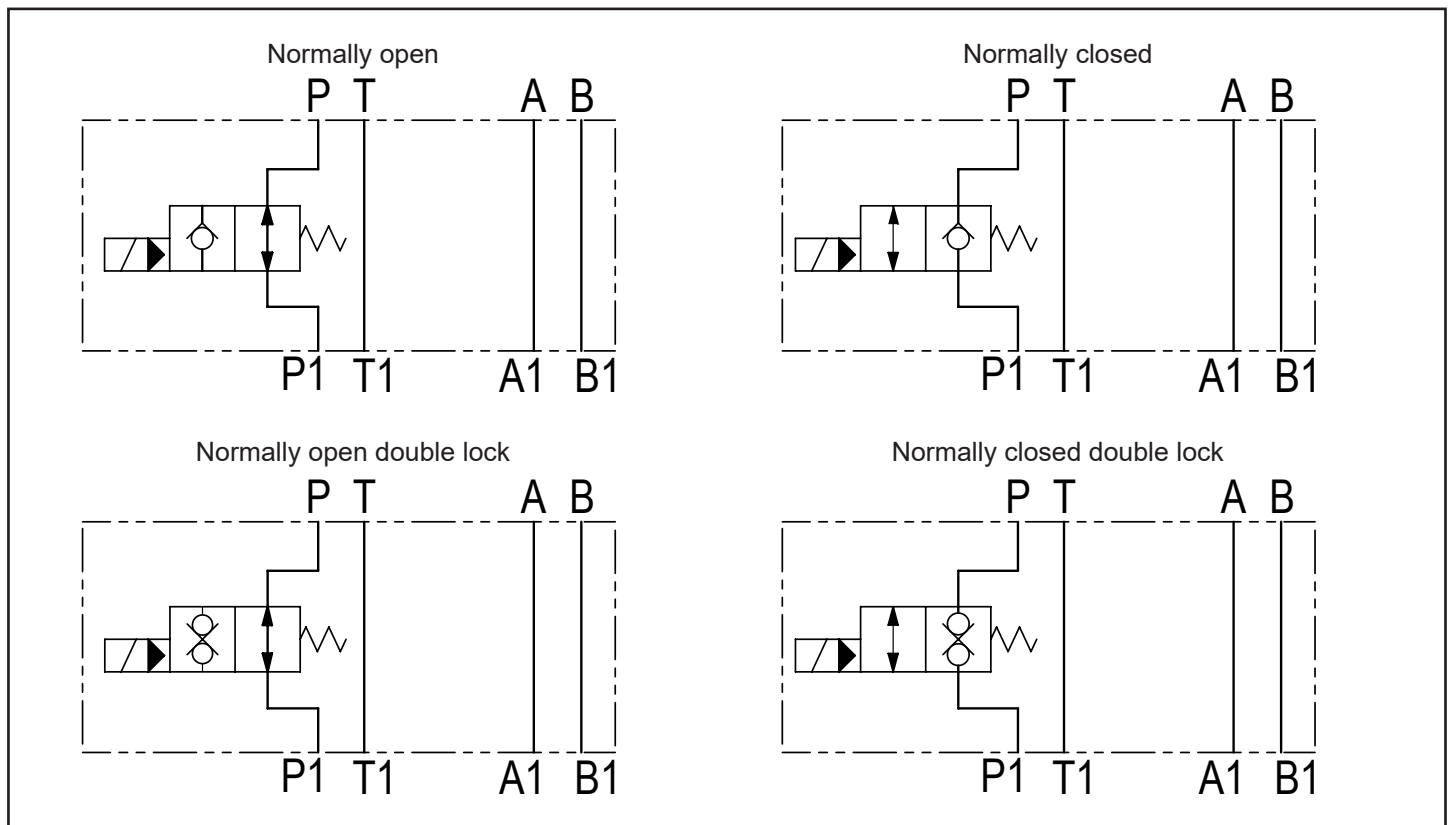 Normally open
P T A B
P1 T1 A1 B1
Normally closed
P T A B
P1 T1 A1 B1
Normally open double lock
P T A B
P1 T1 A1 B1
Normally closed double lock
P T A B
P1 T1 A1 B1